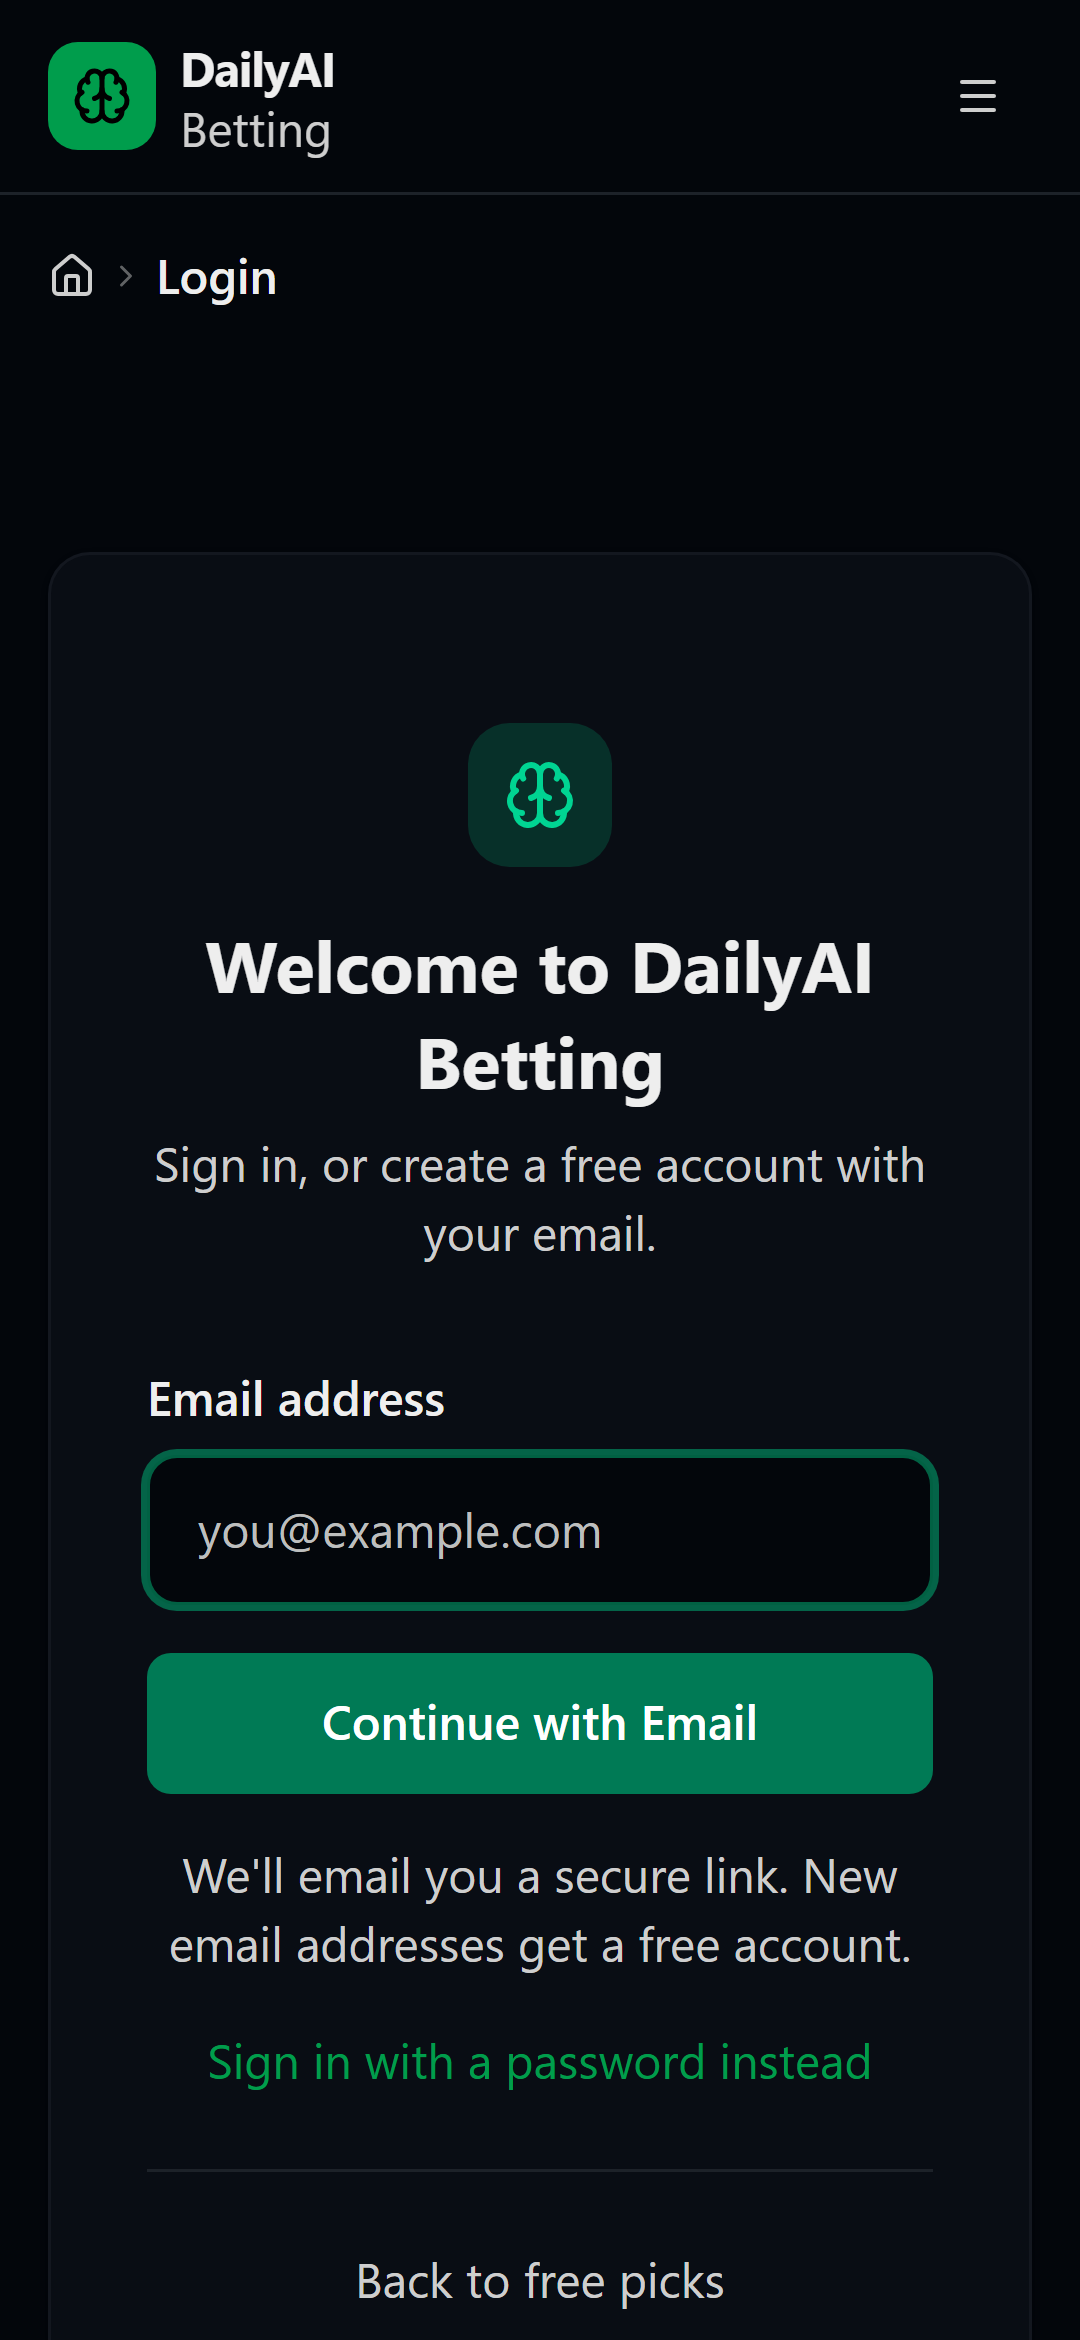 DailyAI
Betting
Login
Welcome to DailyAI
Betting
Sign in, or create a free account with
your email.
Email address
you@example.com
Continue with Email
We'll email you a secure link. New
email addresses get a free account.
Sign in with a password instead
Back to free picks